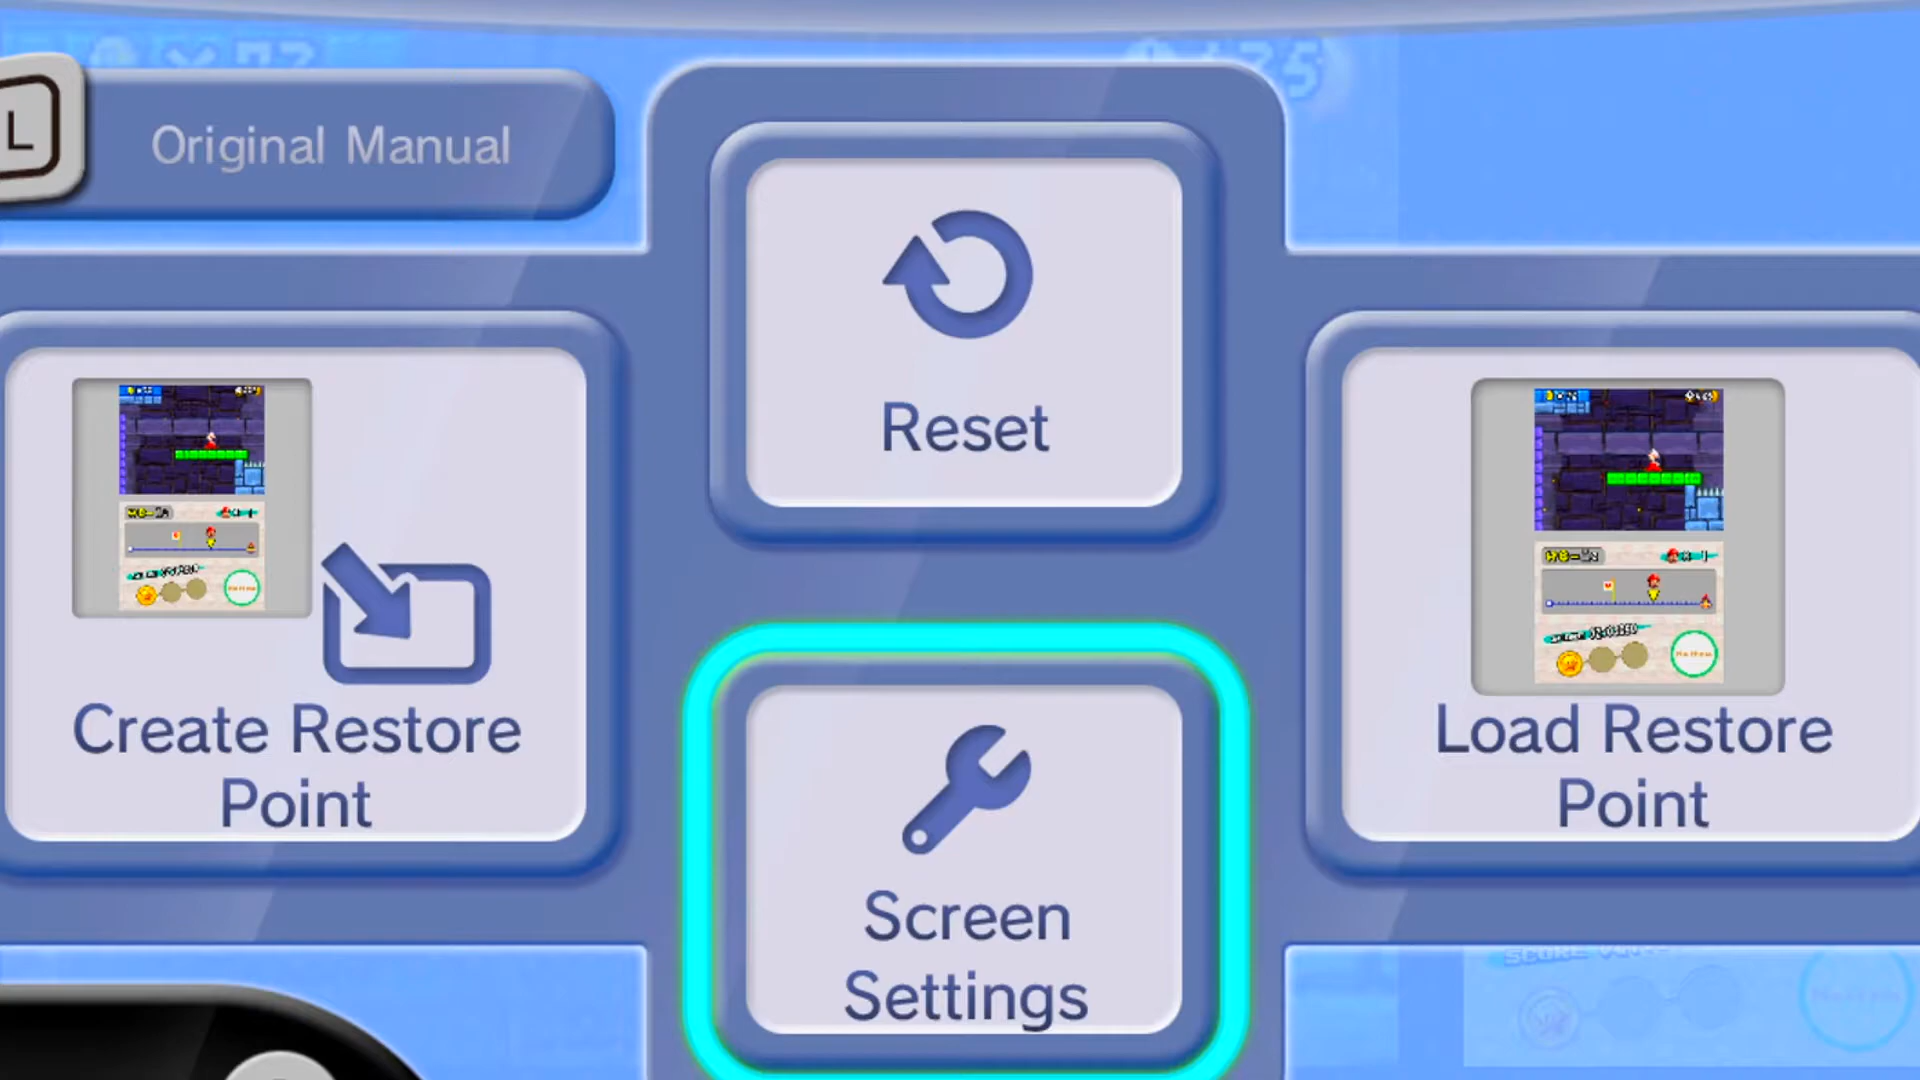 L
Original Manual
Reset
Create Restore
Point
Load Restore
Point
Screen
Settings